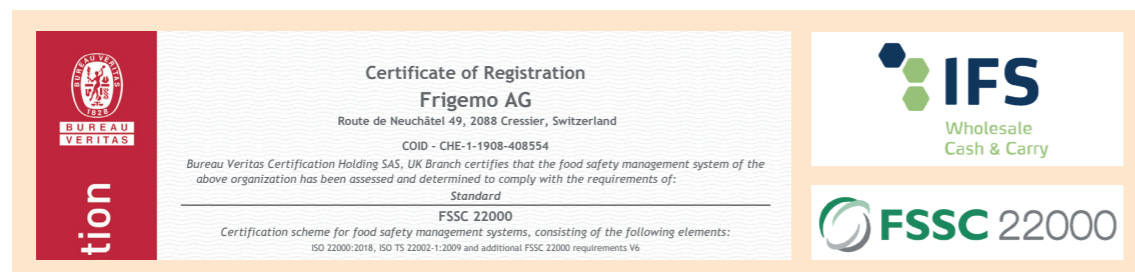 BUREAU VERITAS
1828
BUREAU
VERITAS
tion
Certificate of Registration
Frigemo AG
Route de Neuchâtel 49, 2088 Cressier, Switzerland
COID - CHE-1-1908-408554
Bureau Veritas Certification Holding SAS, UK Branch certifies that the food safety management system of the
above organization has been assessed and determined to comply with the requirements of:
Standard
FSSC 22000
Certification scheme for food safety management systems, consisting of the following elements:
ISO 22000:2018, ISO TS 22002-1:2009 and additional FSSC 22000 requirements V6
IFS
Wholesale
Cash & Carry
FSSC 22000